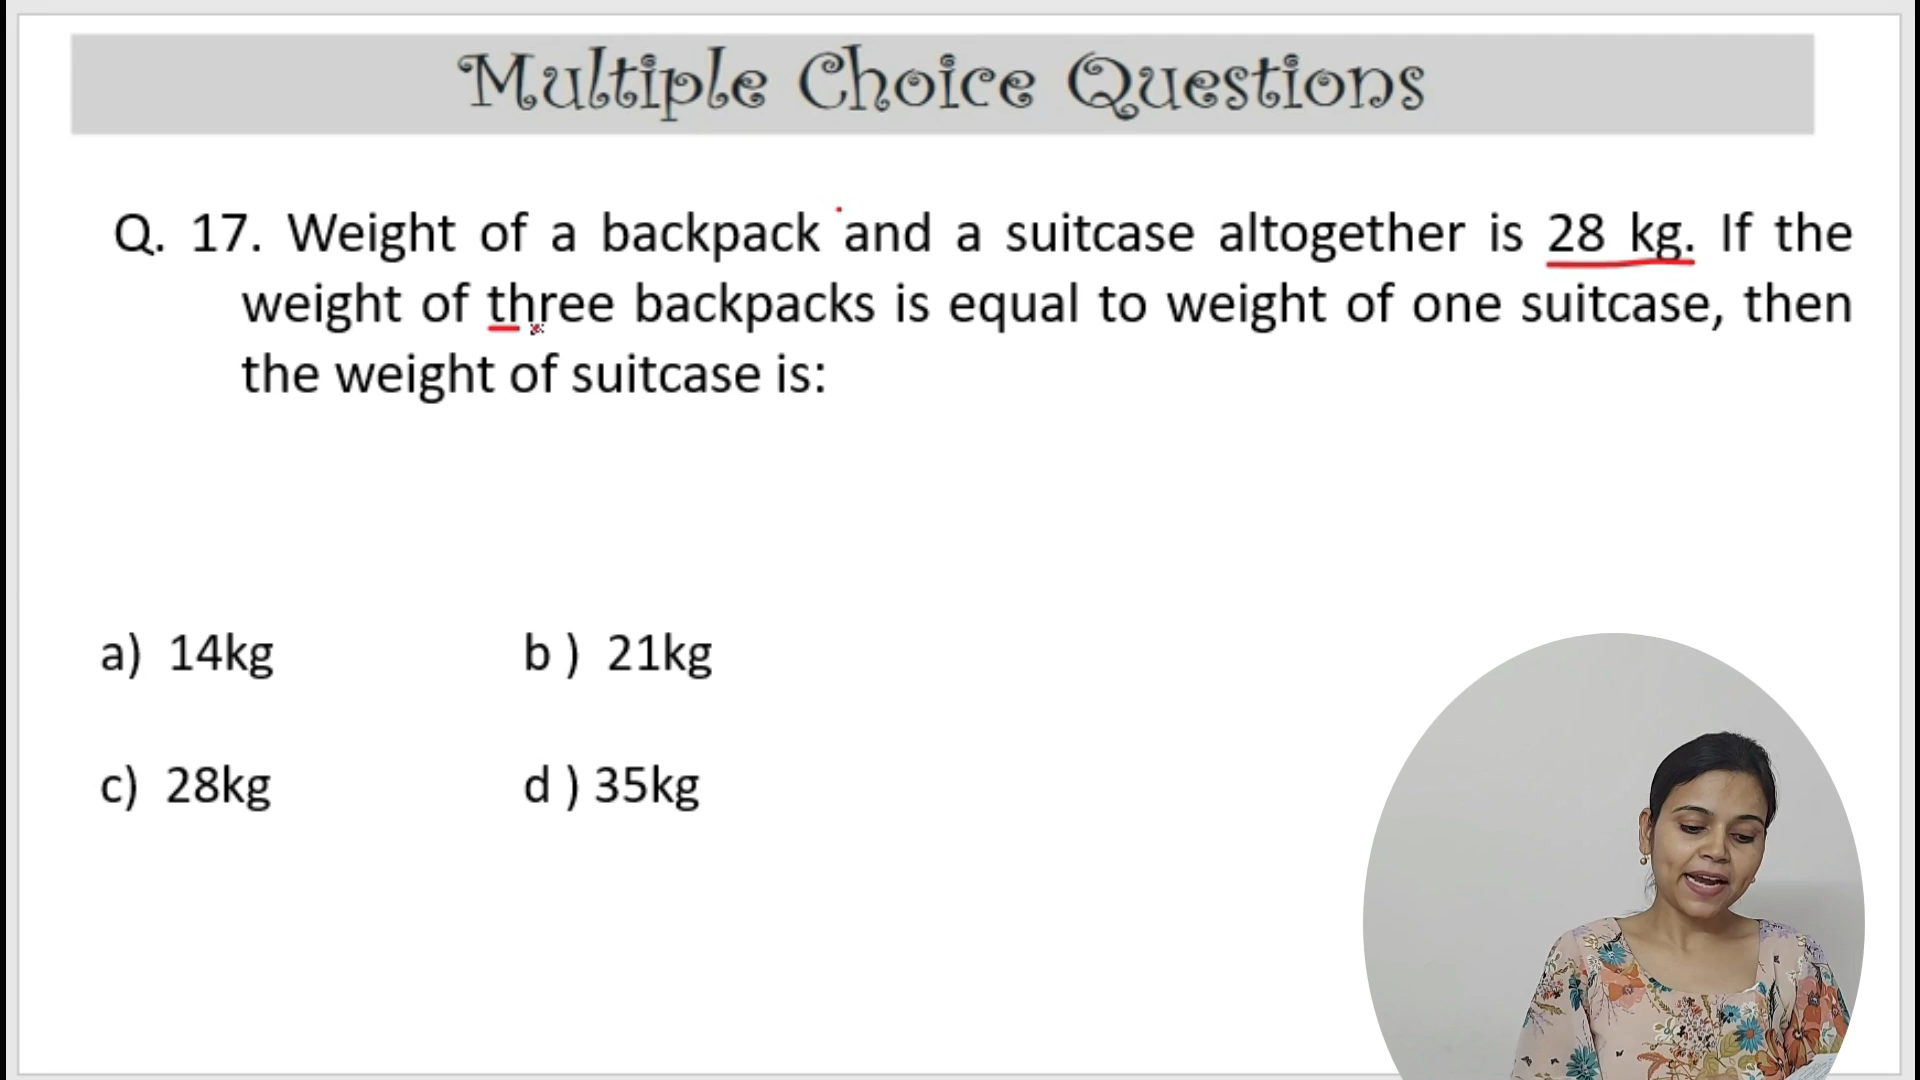 Multiple Choice Questions
Q. 17. Weight of a backpack and a suitcase altogether is 28 kg. If the
weight of three backpacks is equal to weight of one suitcase, then
the weight of suitcase is:
a) 14kg b ) 21kg
c) 28kg d ) 35kg